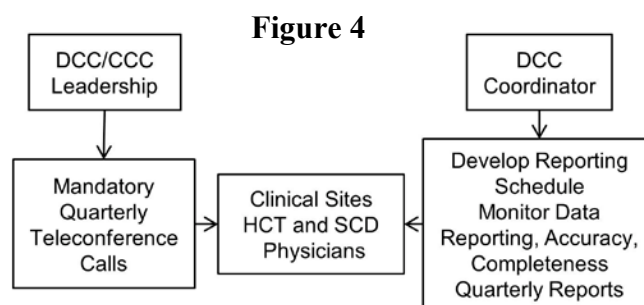 Figure 4
DCC/CCC
Leadership
DCC
Coordinator
Mandatory
Quarterly
Teleconference
Calls
Clinical Sites
HCT and SCD
Physicians
Develop Reporting
Schedule
Monitor Data
Reporting, Accuracy,
Completeness
Quarterly Reports